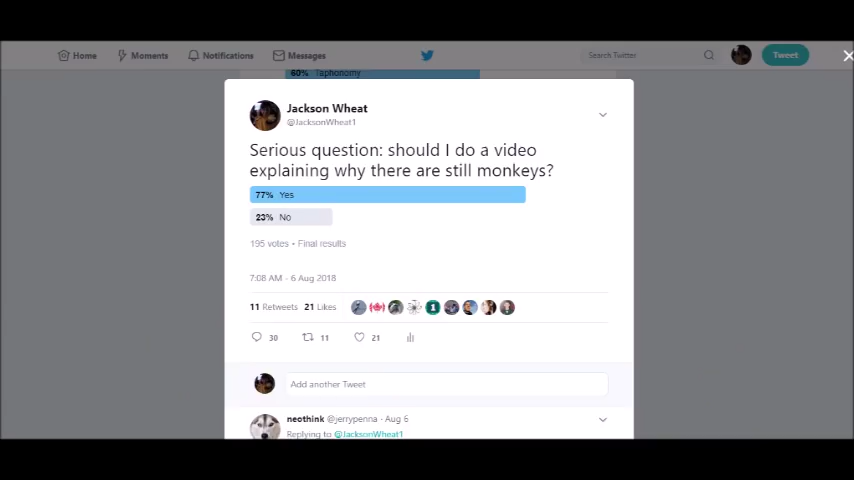 Home Moments Notifications Messages Search Twitter Tweet
60% Taphonomy
Jackson Wheat
@JacksonWheat1
Serious question: should I do a video
explaining why there are still monkeys?
77% Yes
23% No
195 votes • Final results
7:08 AM - 6 Aug 2018
11 Retweets 21 Likes
1
30 11 21
Add another Tweet
neothink @jerrypenna · Aug 6
Replying to @JacksonWheat1